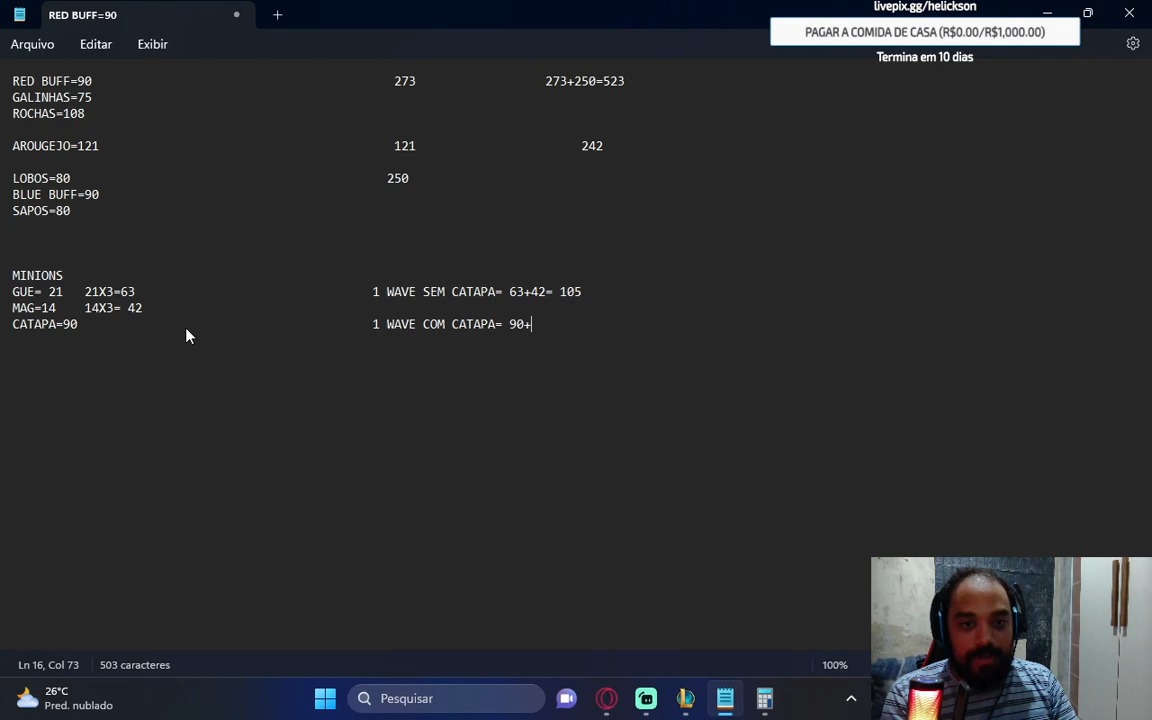 RED BUFF=90
livepix.gg/helickson
Arquivo Editar Exibir
PAGAR A COMIDA DE CASA (R$0.00/R$1,000.00)
Termina em 10 dias
RED BUFF=90 273 273+250=523
GALINHAS=75
ROCHAS=108
AROUGEJO=121 121 242
LOBOS=80 250
BLUE BUFF=90
SAPOS=80
MINIONS
GUE= 21 21X3=63 1 WAVE SEM CATAPA= 63+42= 105
MAG=14 14X3= 42
CATAPA=90 1 WAVE COM CATAPA= 90+
Ln 16, Col 73 503 caracteres 100%
26°C
Pred. nublado
Pesquisar